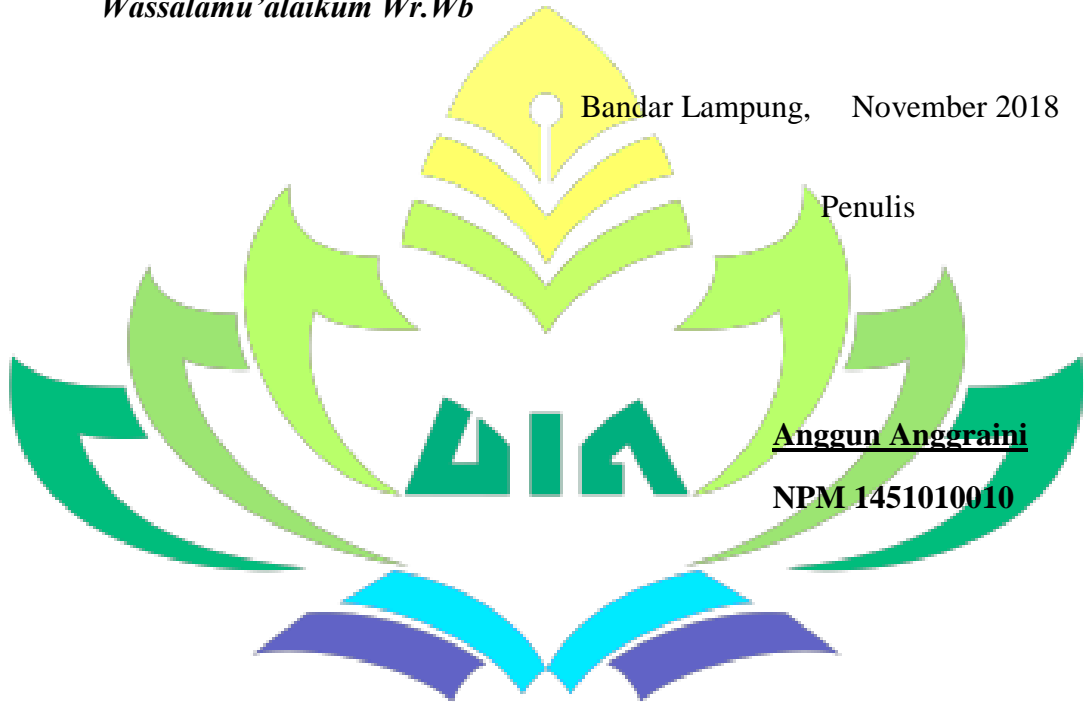 Wassalamu'alaikum Wr.Wb
Bandar Lampung, November 2018
Penulis
UIN
Anggun Anggraini
NPM 1451010010